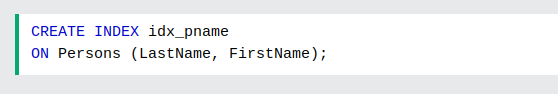 CREATE INDEX idx_pname
ON Persons (LastName, FirstName);